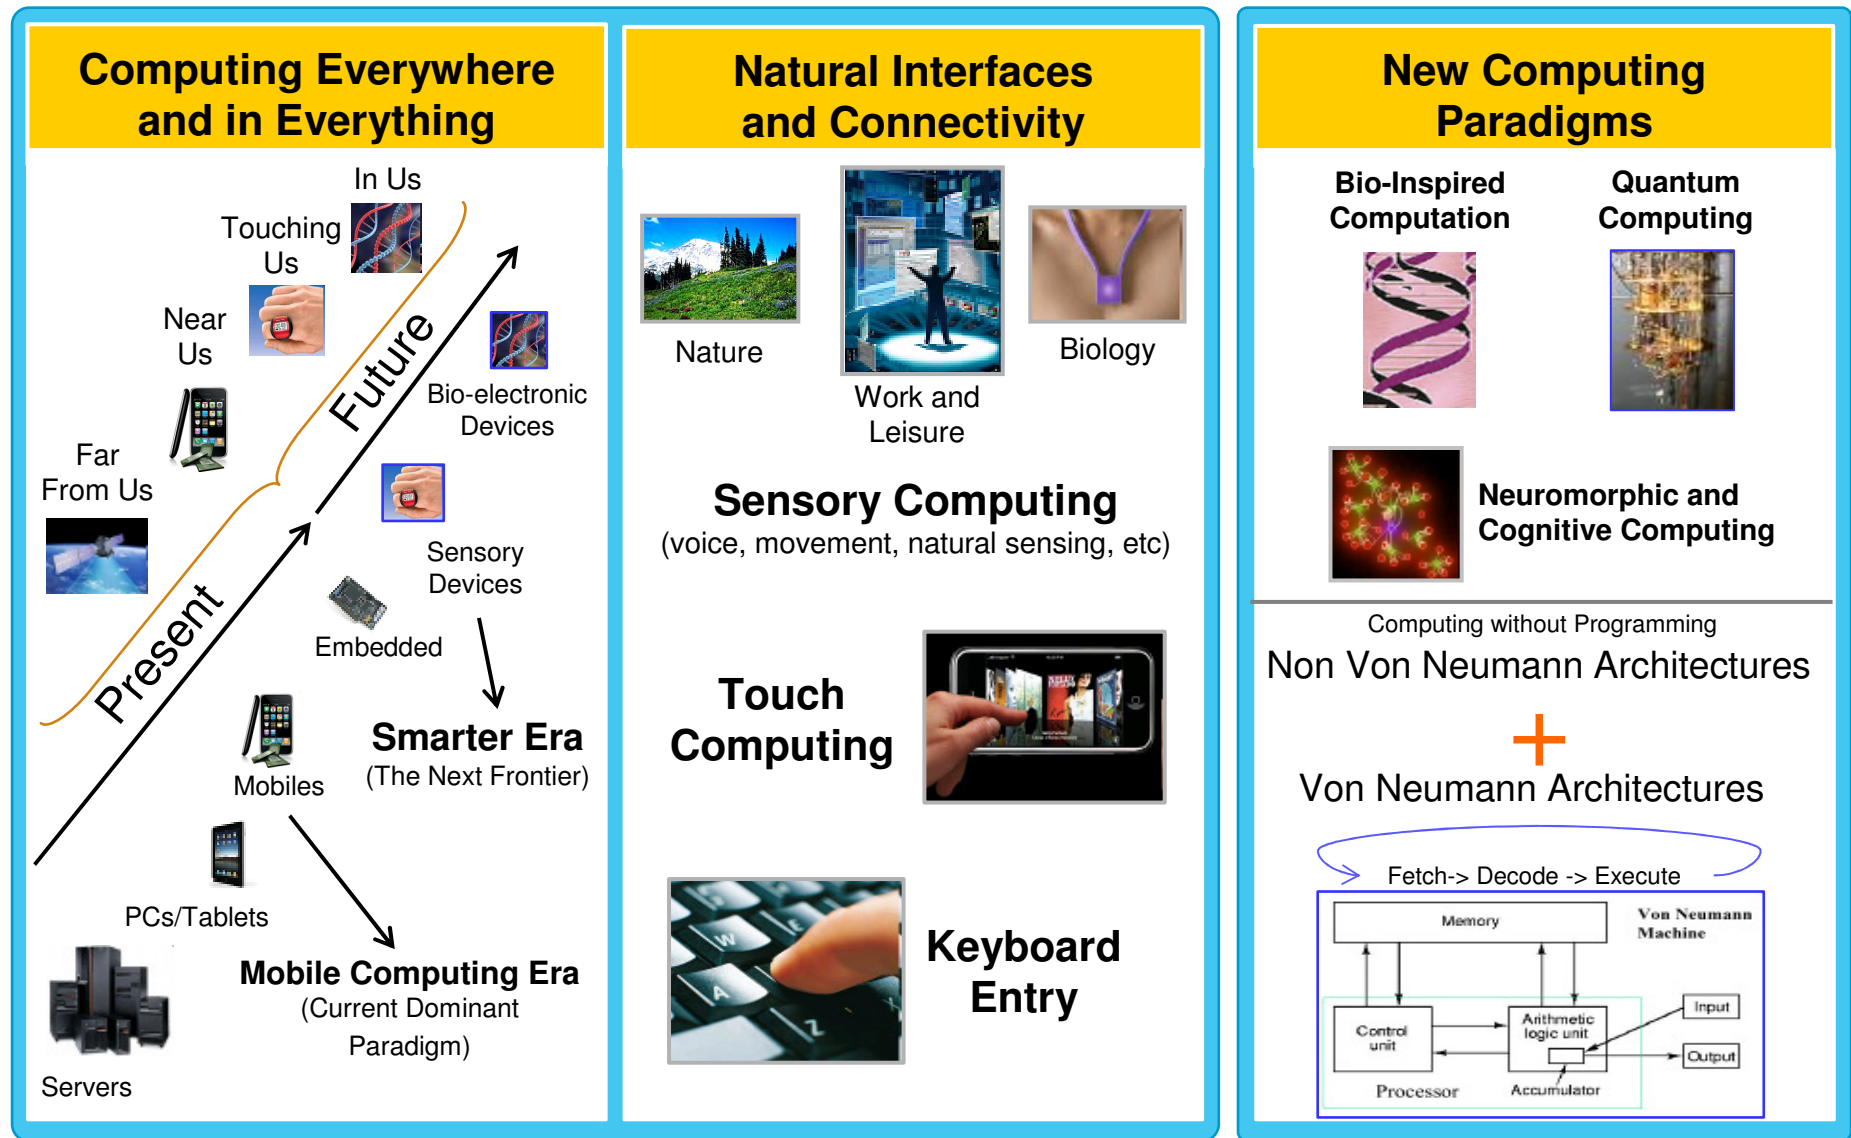 Computing Everywhere
and in Everything
In Us
Touching
Us
Near
Us
Far
From Us
Future
Present
Bio-electronic
Devices
Sensory
Devices
Embedded
Smarter Era
(The Next Frontier)
Mobiles
PCs/Tablets
Mobile Computing Era
(Current Dominant
Paradigm)
Servers
Natural Interfaces
and Connectivity
Nature
Work and
Leisure
Biology
Sensory Computing
(voice, movement, natural sensing, etc)
Touch
Computing
Keyboard
Entry
W
E
A
Z
X
New Computing
Paradigms
Bio-Inspired
Computation
Quantum
Computing
Neuromorphic and
Cognitive Computing
Computing without Programming
Non Von Neumann Architectures
+
Von Neumann Architectures
Fetch-> Decode -> Execute
Memory
Von Neumann
Machine
Control
unit
Arithmetic
logic unit
Input
Output
Accumulator
Processor